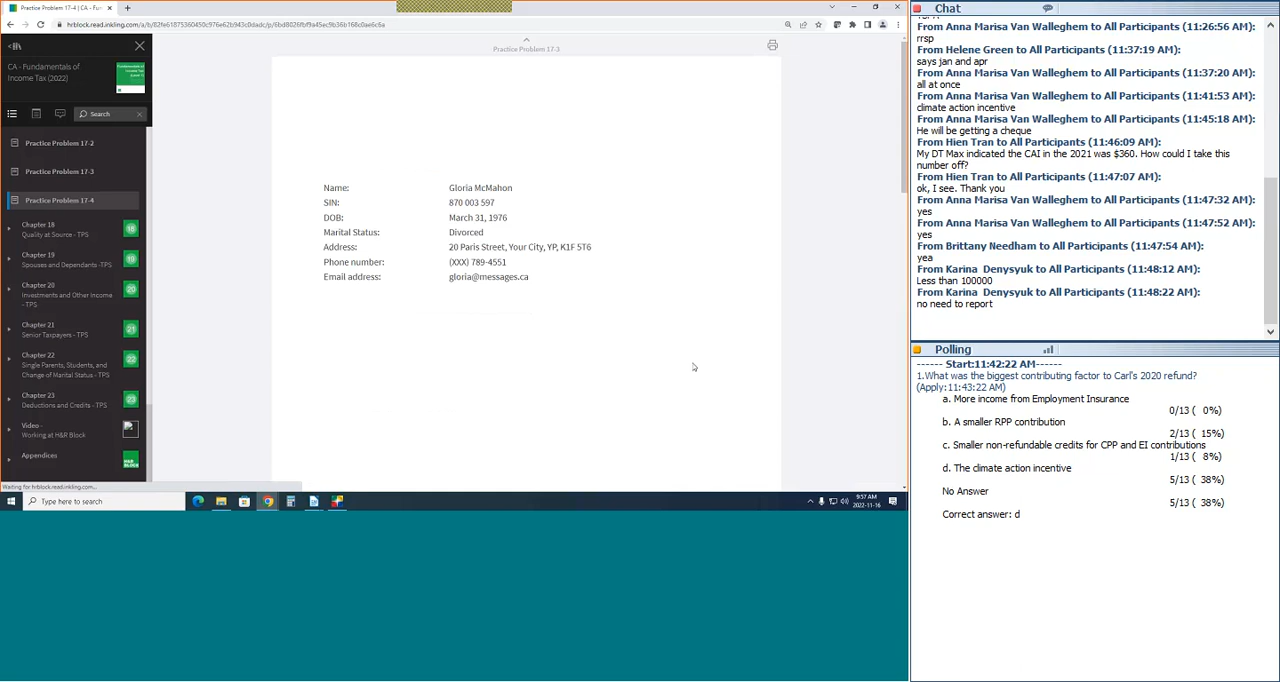 Practice Problem 17-4 | CA - Fun
hrblock.read.inkling.com/a/b/
CA - Fundamentals of
Income Tax (2022)
Search
Practice Problem 17-2
Practice Problem 17-3
Practice Problem 17-4
Chapter 18
Quality at Source - TPS
Chapter 19
Spouses and Dependants -TPS
Chapter 20
Investments and Other Income
- TPS
Chapter 21
Senior Taxpayers - TPS
Chapter 22
Single Parents, Students, and
Change of Marital Status - TPS
Chapter 23
Deductions and Credits - TPS
Video -
Working at H&R Block
Appendices
Waiting for hrblock.read.inkling.com...
Practice Problem 17-3
Name: Gloria McMahon
SIN: 870 003 597
DOB: March 31, 1976
Marital Status: Divorced
Address: 20 Paris Street, Your City, YP, K1F 5T6
Phone number: (XXX) 789-4551
Email address: gloria@messages.ca
Type here to search
9:57 AM
2022-11-16
Chat
From Anna Marisa Van Walleghem to All Participants (11:26:56 AM):
rrsp
From Helene Green to All Participants (11:37:19 AM):
says jan and apr
From Anna Marisa Van Walleghem to All Participants (11:37:20 AM):
all at once
From Anna Marisa Van Walleghem to All Participants (11:41:53 AM):
climate action incentive
From Anna Marisa Van Walleghem to All Participants (11:45:18 AM):
He will be getting a cheque
From Hien Tran to All Participants (11:46:09 AM):
My DT Max indicated the CAI in the 2021 was $360. How could I take this
number off?
From Hien Tran to All Participants (11:47:07 AM):
ok, I see. Thank you
From Anna Marisa Van Walleghem to All Participants (11:47:32 AM):
yes
From Anna Marisa Van Walleghem to All Participants (11:47:52 AM):
yes
From Brittany Needham to All Participants (11:47:54 AM):
yea
From Karina Denysyuk to All Participants (11:48:12 AM):
Less than 100000
From Karina Denysyuk to All Participants (11:48:22 AM):
no need to report
Polling
------ Start:11:42:22 AM------
1.What was the biggest contributing factor to Carl's 2020 refund?
(Apply:11:43:22 AM)
a. More income from Employment Insurance
0/13 ( 0%)
b. A smaller RPP contribution
2/13 ( 15%)
c. Smaller non-refundable credits for CPP and EI contributions
1/13 ( 8%)
d. The climate action incentive
5/13 ( 38%)
No Answer
5/13 ( 38%)
Correct answer: d